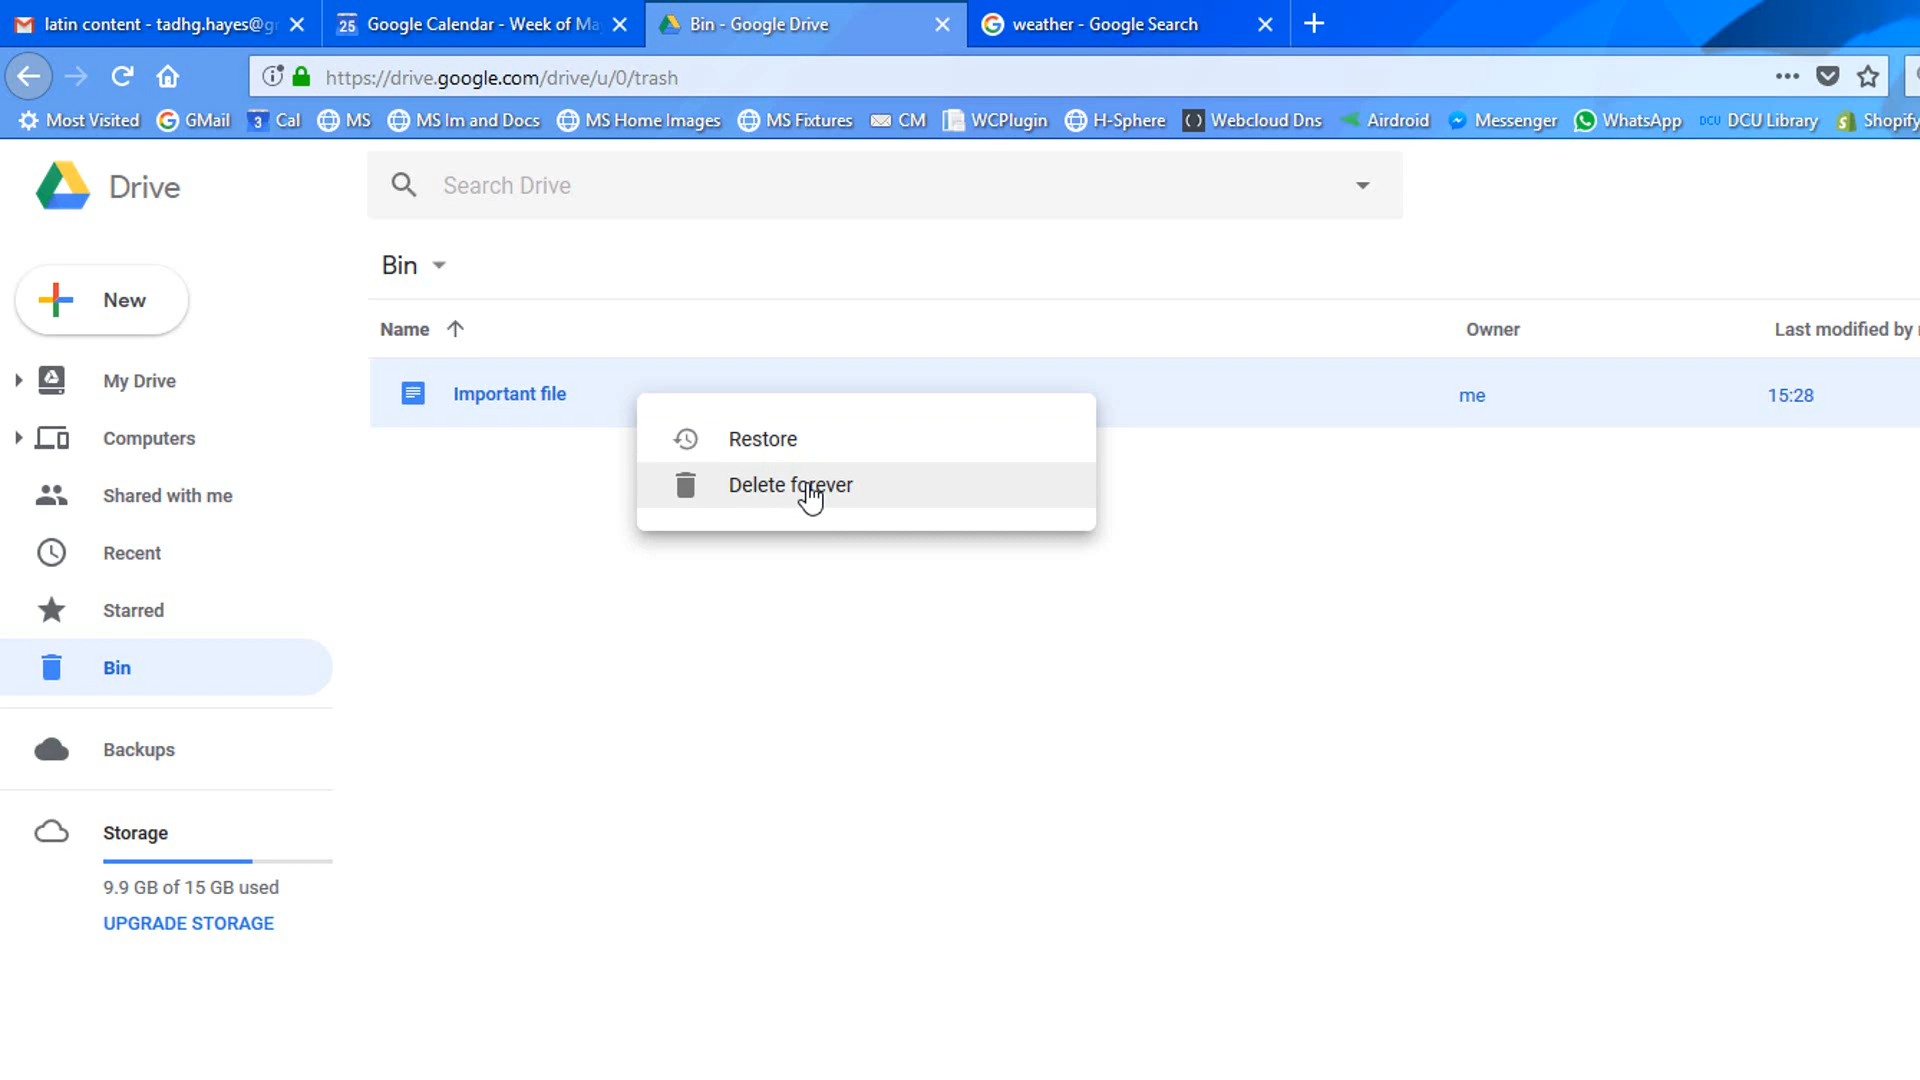 latin content - tadhg.hayes@g
Google Calendar - Week of Ma
Bin - Google Drive
weather - Google Search
https://drive.google.com/drive/u/0/trash
Most Visited GMail 3 Cal MS MS Im and Docs MS Home Images MS Fixtures CM WCPlugin H-Sphere Webcloud Dns Airdroid Messenger WhatsApp DCU DCU Library Shopify
Drive
Search Drive
New
Bin
Name Owner Last modified by
Important file me 15:28
Restore
Delete forever
My Drive
Computers
Shared with me
Recent
Starred
Bin
Backups
Storage
9.9 GB of 15 GB used
UPGRADE STORAGE